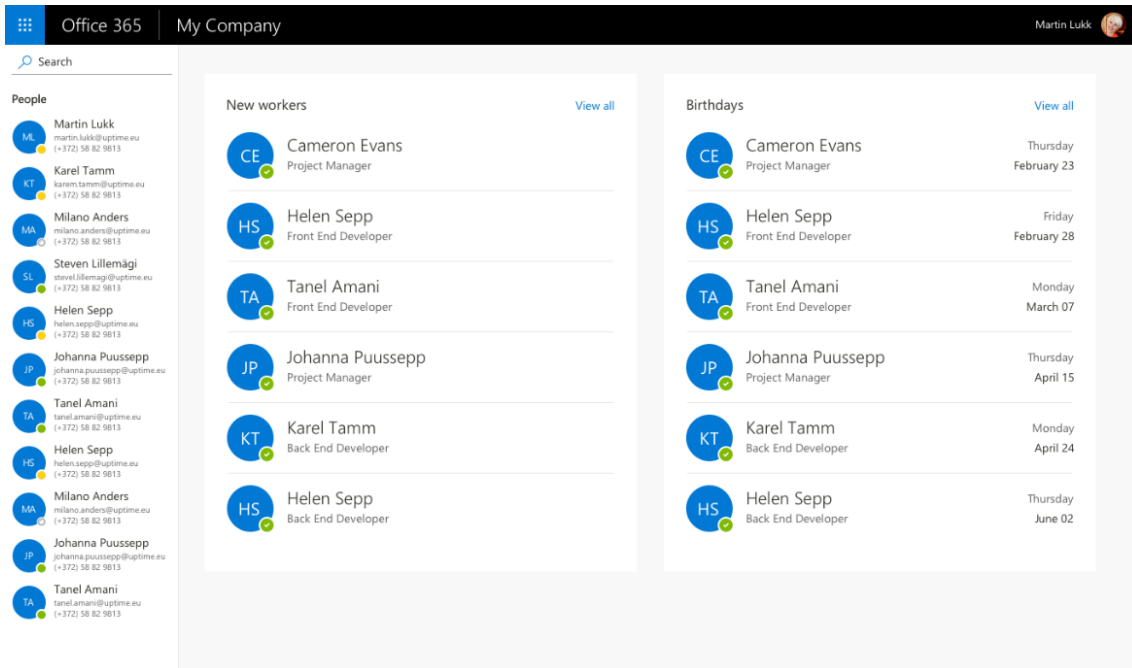 Office 365
My Company
Martin Lukk
Search
People
ML
Martin Lukk
martin.lukk@uptime.eu
(+372) 58 82 9813
KT
Karel Tamm
karem.tamm@uptime.eu
(+372) 58 82 9813
MA
Milano Anders
milano.anders@uptime.eu
(+372) 58 82 9813
SL
Steven Lillemägi
stevel.lillemagi@uptime.eu
(+372) 58 82 9813
HS
Helen Sepp
helen.sepp@uptime.eu
(+372) 58 82 9813
JP
Johanna Puussepp
johanna.puussepp@uptime.eu
(+372) 58 82 9813
TA
Tanel Amani
tanel.amani@uptime.eu
(+372) 58 82 9813
HS
Helen Sepp
helen.sepp@uptime.eu
(+372) 58 82 9813
MA
Milano Anders
milano.anders@uptime.eu
(+372) 58 82 9813
JP
Johanna Puussepp
johanna.puussepp@uptime.eu
(+372) 58 82 9813
TA
Tanel Amani
tanel.amani@uptime.eu
(+372) 58 82 9813
New workers
View all
CE
Cameron Evans
Project Manager
HS
Helen Sepp
Front End Developer
TA
Tanel Amani
Front End Developer
JP
Johanna Puussepp
Project Manager
KT
Karel Tamm
Back End Developer
HS
Helen Sepp
Back End Developer
Birthdays
View all
CE
Cameron Evans
Project Manager
Thursday
February 23
HS
Helen Sepp
Front End Developer
Friday
February 28
TA
Tanel Amani
Front End Developer
Monday
March 07
JP
Johanna Puussepp
Project Manager
Thursday
April 15
KT
Karel Tamm
Back End Developer
Monday
April 24
HS
Helen Sepp
Back End Developer
Thursday
June 02